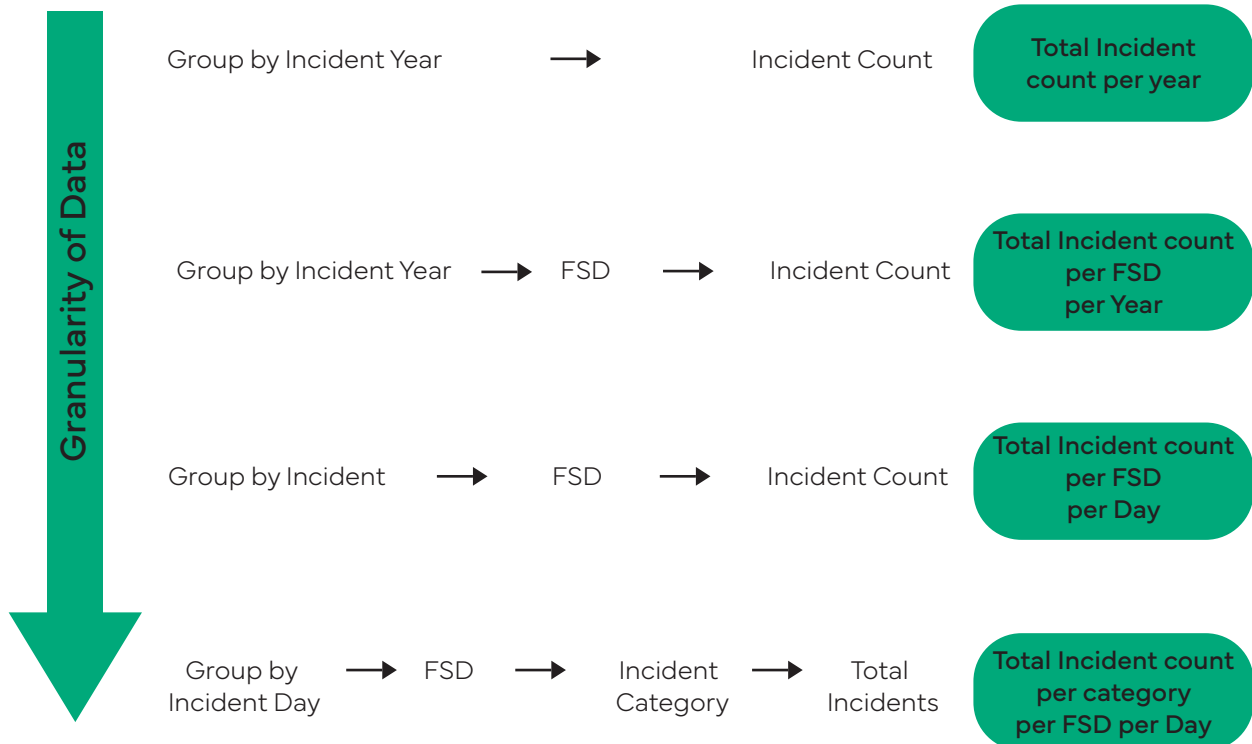 Granularity of Data
Group by Incident Year
Incident Count
Total Incident
count per year
Group by Incident Year
FSD
Incident Count
Total Incident count
per FSD
per Year
Group by Incident
FSD
Incident Count
Total Incident count
per FSD
per Day
Group by
Incident Day
FSD
Incident
Category
Total
Incidents
Total Incident count
per category
per FSD per Day